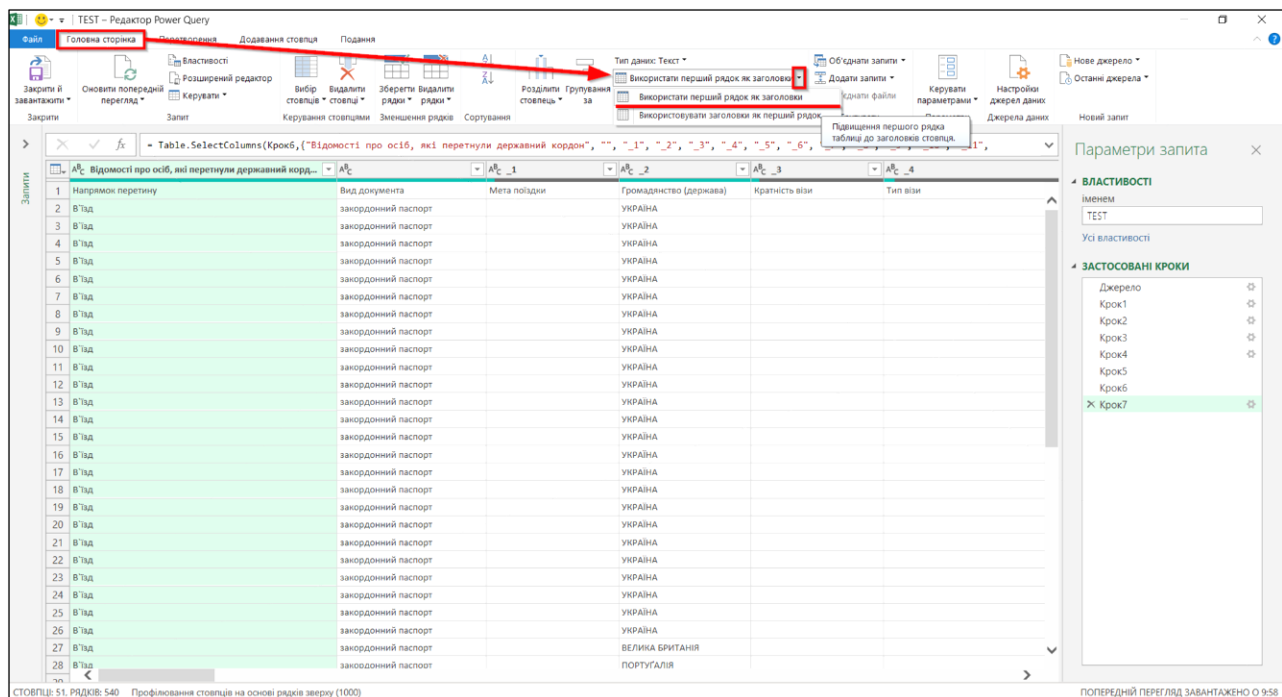 TEST – Редактор Power Query
Файл Головна сторінка Перетворення Додавання стовпця Подання
Закрити й завантажити
Закрити
Оновити попередній перегляд
Властивості
Розширений редактор
Керувати
Запит
Вибір стовпців
Видалити стовпці
Керування стовпцями
Зберегти рядки
Видалити рядки
Зменшення рядків
Сортування
Розділити стовпець
Групування за
Тип даних: Текст
Використати перший рядок як заголовки
Використати перший рядок як заголовки
Використовувати заголовки як перший рядок
Підвищення першого рядка
таблиці до заголовків стовпця.
Об'єднати запити
Додати запити
файли
Керувати параметрами
Настройки джерел даних
Джерела даних
Нове джерело
Останні джерела
Новий запит
= Table.SelectColumns(Крок6,{"Відомості про осіб, які перетнули державний кордон", "", "_1", "_2", "_3", "_4", "_5", "_6",
Запити
Відомості про осіб, які перетнули державний корд... _1 _2 _3 _4
1 Напрямок перетину Вид документа Мета поїздки Громадянство (держава) Кратність візи Тип візи
2 В`їзд закордонний паспорт УКРАЇНА
3 В`їзд закордонний паспорт УКРАЇНА
4 В`їзд закордонний паспорт УКРАЇНА
5 В`їзд закордонний паспорт УКРАЇНА
6 В`їзд закордонний паспорт УКРАЇНА
7 В`їзд закордонний паспорт УКРАЇНА
8 В`їзд закордонний паспорт УКРАЇНА
9 В`їзд закордонний паспорт УКРАЇНА
10 В`їзд закордонний паспорт УКРАЇНА
11 В`їзд закордонний паспорт УКРАЇНА
12 В`їзд закордонний паспорт УКРАЇНА
13 В`їзд закордонний паспорт УКРАЇНА
14 В`їзд закордонний паспорт УКРАЇНА
15 В`їзд закордонний паспорт УКРАЇНА
16 В`їзд закордонний паспорт УКРАЇНА
17 В`їзд закордонний паспорт УКРАЇНА
18 В`їзд закордонний паспорт УКРАЇНА
19 В`їзд закордонний паспорт УКРАЇНА
20 В`їзд закордонний паспорт УКРАЇНА
21 В`їзд закордонний паспорт УКРАЇНА
22 В`їзд закордонний паспорт УКРАЇНА
23 В`їзд закордонний паспорт УКРАЇНА
24 В`їзд закордонний паспорт УКРАЇНА
25 В`їзд закордонний паспорт УКРАЇНА
26 В`їзд закордонний паспорт УКРАЇНА
27 В`їзд закордонний паспорт ВЕЛИКА БРИТАНІЯ
28 В`їзд закордонний паспорт ПОРТУҐАЛІЯ
Параметри запита
ВЛАСТИВОСТІ
іменем
TEST
Усі властивості
ЗАСТОСОВАНІ КРОКИ
Джерело
Крок1
Крок2
Крок3
Крок4
Крок5
Крок6
Крок7
СТОВПЦІ: 51, РЯДКІВ: 540 Профілювання стовпців на основі рядків зверху (1000)
ПОПЕРЕДНІЙ ПЕРЕГЛЯД ЗАВАНТАЖЕНО О 9:58